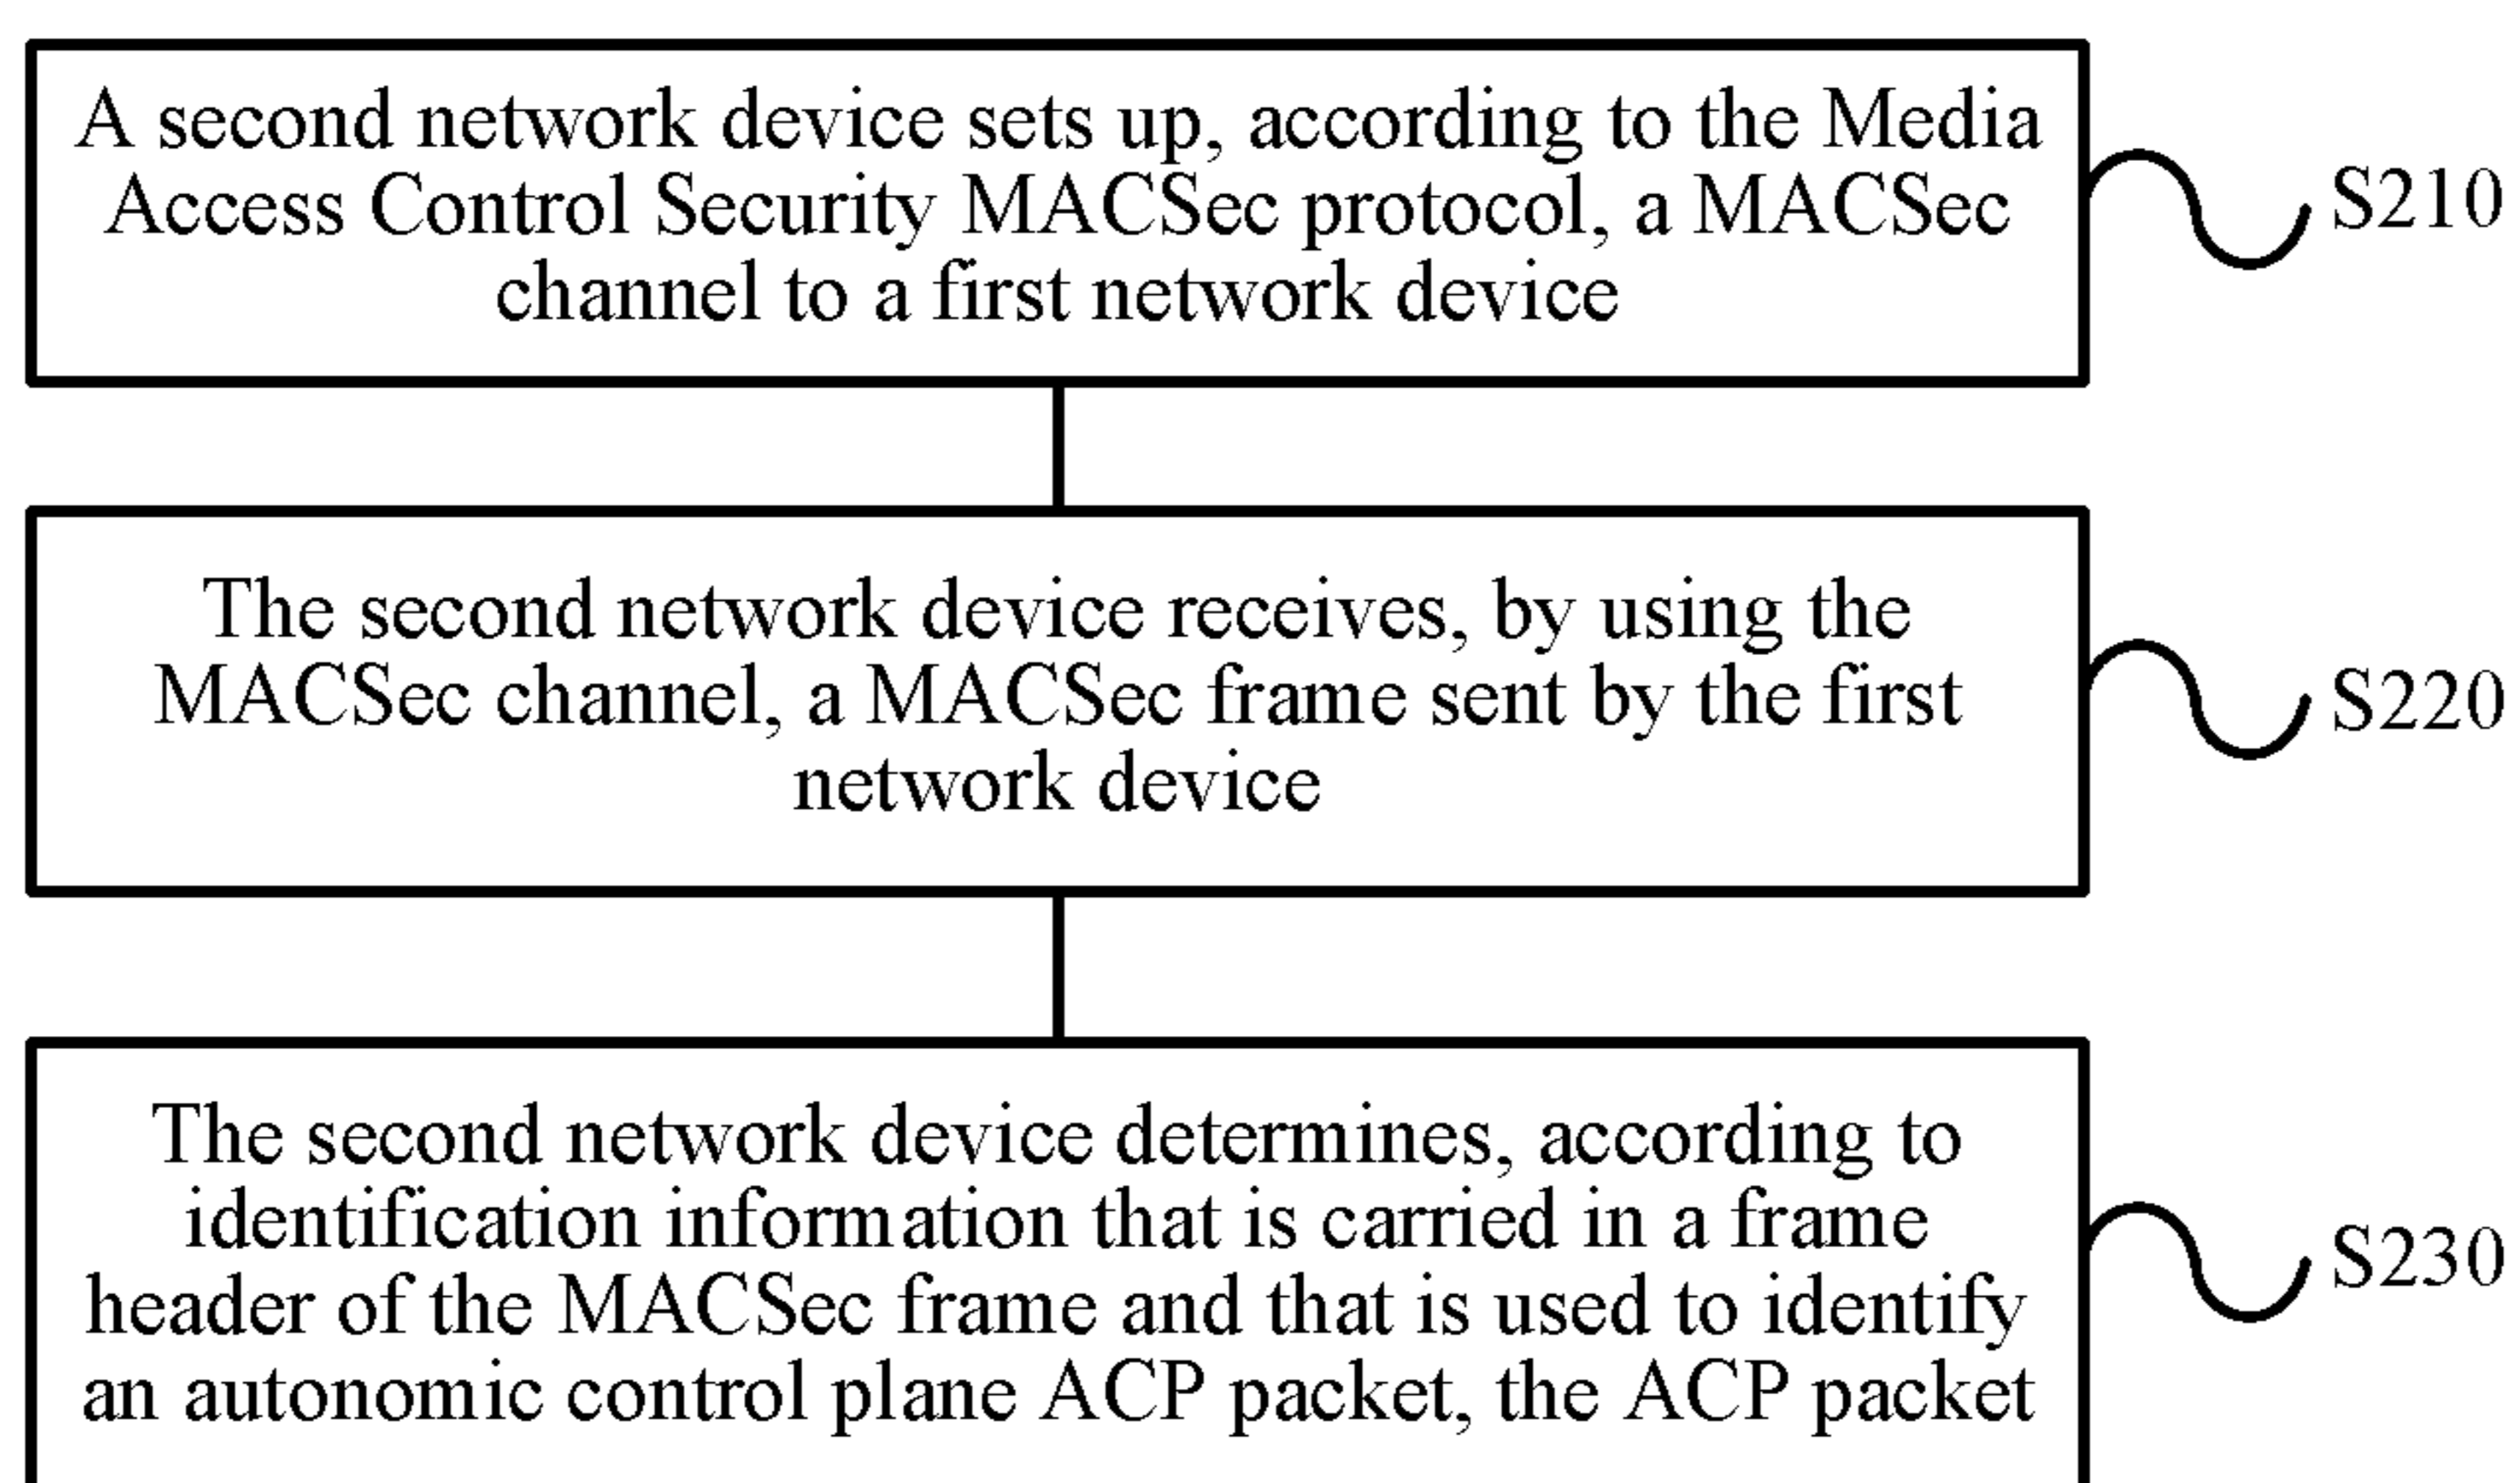 A second network device sets up, according to the Media
Access Control Security MACSec protocol, a MACSec
channel to a first network device
S210
The second network device receives, by using the
MACSec channel, a MACSec frame sent by the first
network device
S220
The second network device determines, according to
identification information that is carried in a frame
header of the MACSec frame and that is used to identify
an autonomic control plane ACP packet, the ACP packet
S230